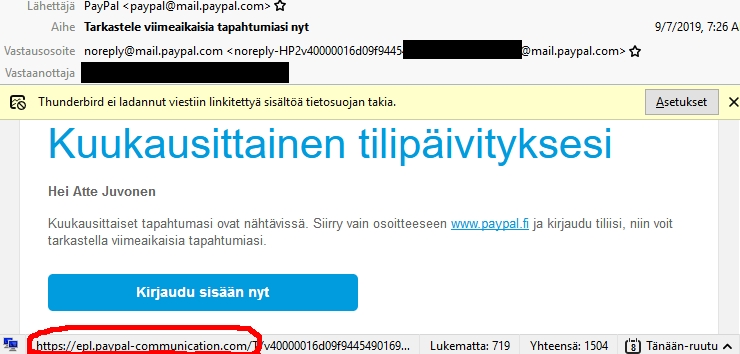 Lähettäjä PayPal <paypal@mail.paypal.com>
Aihe Tarkastele viimeaikaisia tapahtumiasi nyt 9/7/2019, 7:26 A
Vastausosoite noreply@mail.paypal.com <noreply-HP2v40000016d09f9445 @mail.paypal.com>
Vastaanottaja
Thunderbird ei ladannut viestiin linkitettyä sisältöä tietosuojan takia. Asetukset
Kuukausittainen tilipäivityksesi
Hei Atte Juvonen
Kuukausittaiset tapahtumasi ovat nähtävissä. Siirry vain osoitteeseen www.paypal.fi ja kirjaudu tiliisi, niin voit
tarkastella viimeaikaisia tapahtumiasi.
Kirjaudu sisään nyt
https://epl.paypal-communication.com/T/v40000016d09f9445490169... Lukematta: 719 Yhteensä: 1504 8 Tänään-ruutu